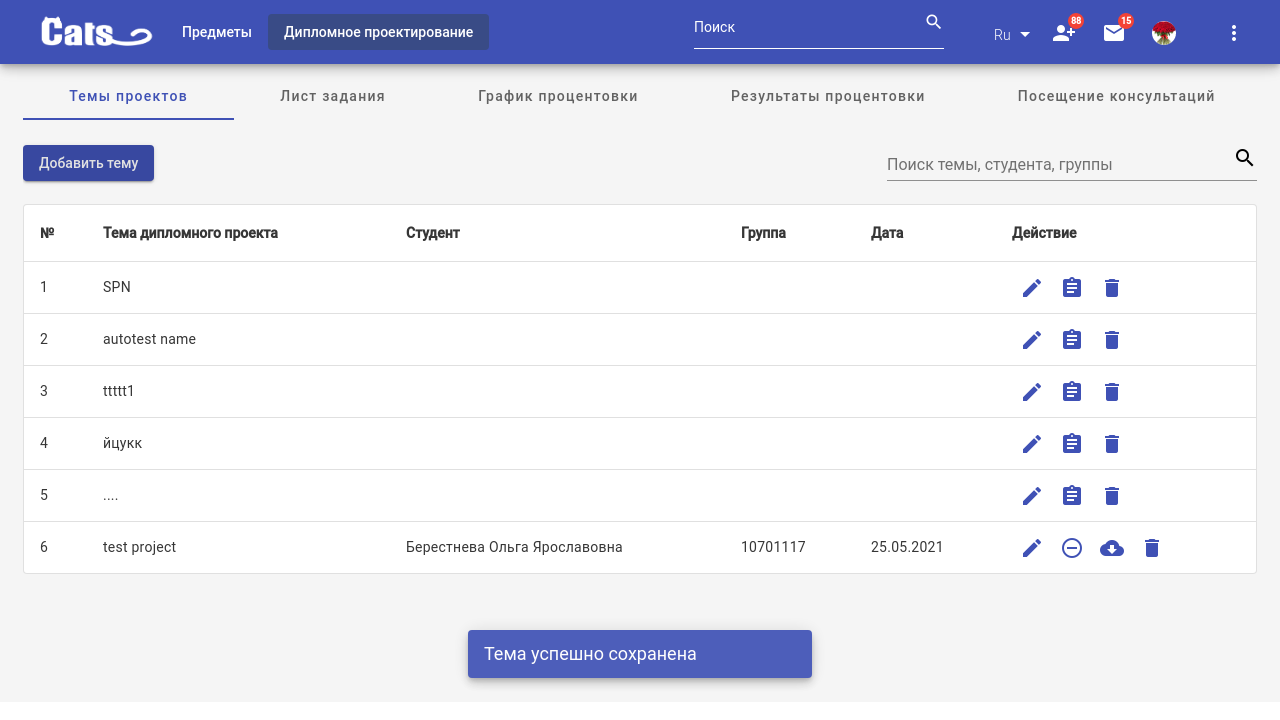 Cats Предметы Дипломное проектирование Поиск Ru 88 15
Темы проектов Лист задания График процентовки Результаты процентовки Посещение консультаций
Добавить тему Поиск темы, студента, группы
№ Тема дипломного проекта Студент Группа Дата Действие
1 SPN
2 autotest name
3 ttttt1
4 йцукк
5 ....
6 test project Берестнева Ольга Ярославовна 10701117 25.05.2021
Тема успешно сохранена